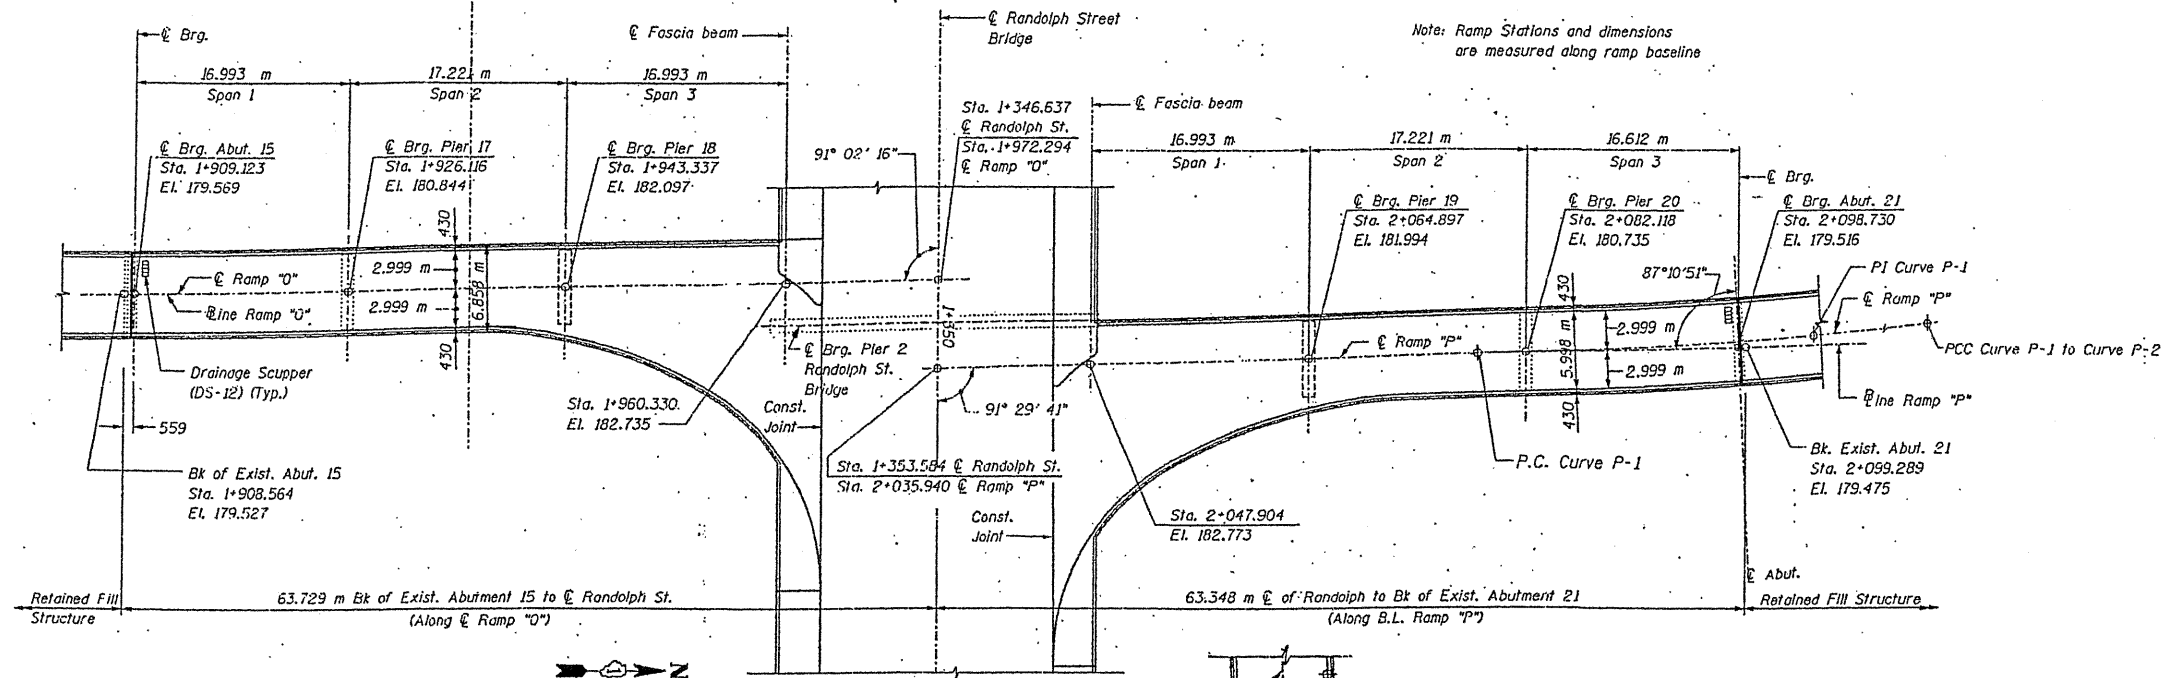 ℄ Brg.
℄ Fascia beam
℄ Randolph Street
Bridge
Note: Ramp Stations and dimensions
are measured along ramp baseline
16.993 m
Span 1
17.221 m
Span 2
16.993 m
Span 3
℄ Brg. Abut. 15
Sta. 1+909.123
El. 179.569
℄ Brg. Pier 17
Sta. 1+926.116
El. 180.844
℄ Brg. Pier 18
Sta. 1+943.337
El. 182.097
91° 02' 16"
Sta. 1+346.637
℄ Randolph St.
Sta. 1+972.294
℄ Ramp "O"
℄ Fascia beam
16.993 m
Span 1
17.221 m
Span 2
16.612 m
Span 3
℄ Brg.
℄ Brg. Pier 19
Sta. 2+064.897
El. 181.994
℄ Brg. Pier 20
Sta. 2+082.118
El. 180.735
℄ Brg. Abut. 21
Sta. 2+098.730
El. 179.516
430
2.999 m
2.999 m
6.858 m
430
℄ Ramp "O"
℄ Ramp "O"
Bline Ramp "O"
Drainage Scupper
(DS-12) (Typ.)
559
Bk of Exist. Abut. 15
Sta. 1+908.564
El. 179.527
Sta. 1+960.330
El. 182.735
℄ Brg. Pier 2
Randolph St.
Bridge
Const.
Joint
1+350
91° 29' 41"
Sta. 1+353.584 ℄ Randolph St.
Sta. 2+035.940 ℄ Ramp "P"
Const.
Joint
Sta. 2+047.904
El. 182.773
℄ Ramp "P"
430
5.998 m
2.999 m
2.999 m
430
87°10'51"
PI Curve P-1
℄ Ramp "P"
PCC Curve P-1 to Curve P-2
Bline Ramp "P"
P.C. Curve P-1
Bk. Exist. Abut. 21
Sta. 2+099.289
El. 179.475
℄ Abut.
Retained Fill
Structure
63.729 m Bk of Exist. Abutment 15 to ℄ Randolph St.
(Along ℄ Ramp "O")
63.348 m ℄ of Randolph to Bk of Exist. Abutment 21
(Along B.L. Ramp "P")
Retained Fill Structure
N